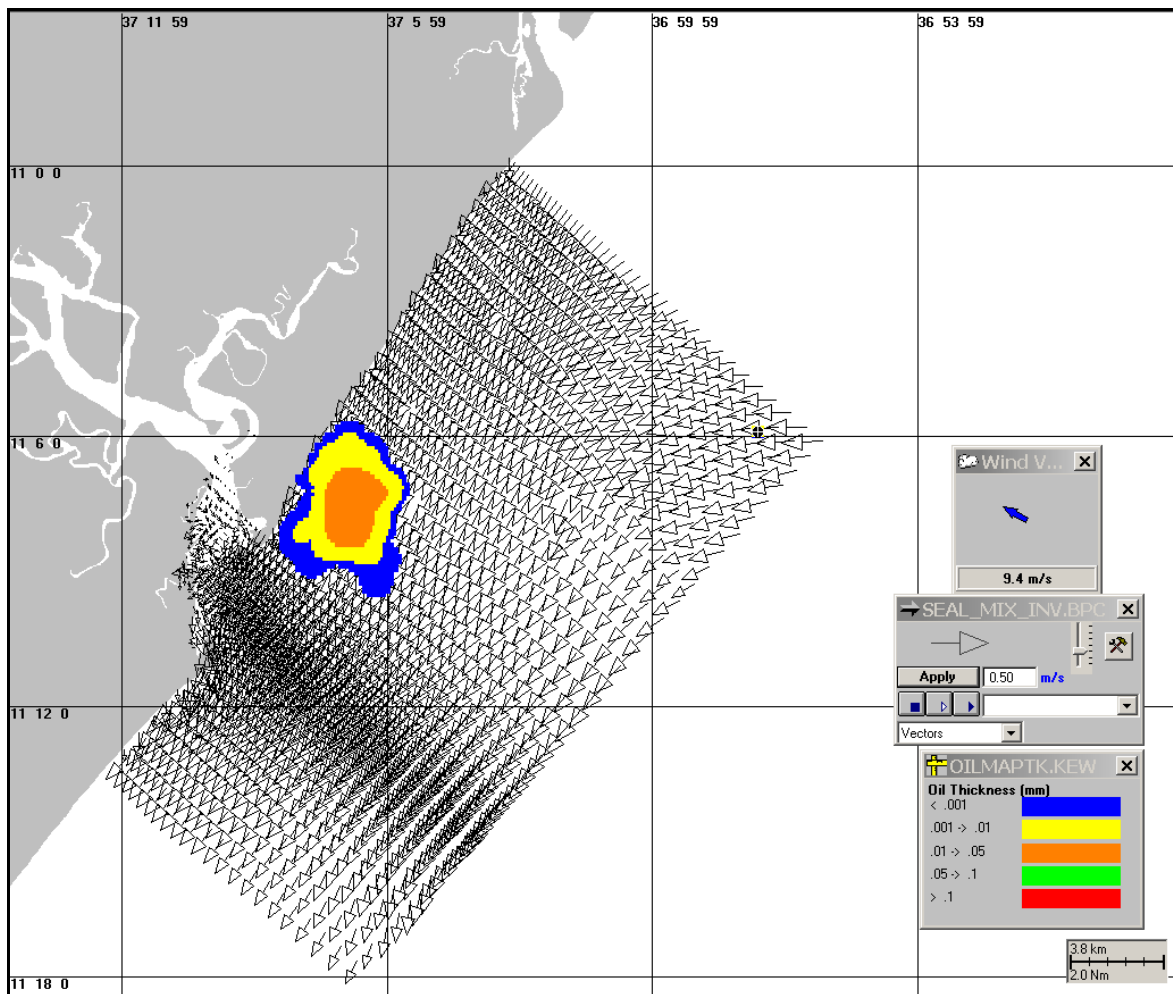 37 11 59
37 5 59
36 59 59
36 53 59
11 0 0
11 6 0
11 12 0
11 18 0
Wind V...
9.4 m/s
SEAL_MIX_INV.BPC
Apply
0.50
m/s
Vectors
OILMAPTK.KEW
Oil Thickness (mm)
< .001
.001 -> .01
.01 -> .05
.05 -> .1
> .1
3.8 km
2.0 Nm